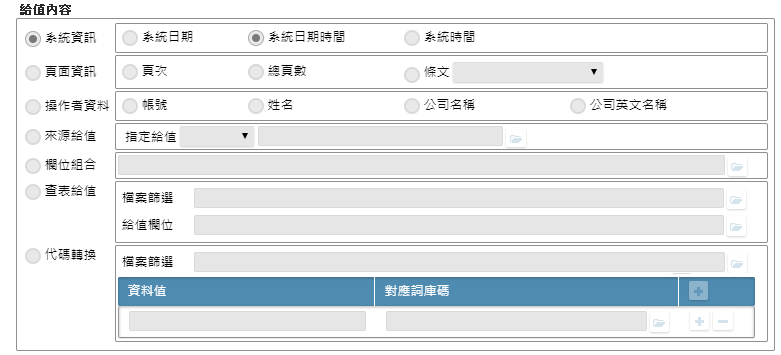 給值內容
系統資訊 系統日期 系統日期時間 系統時間
頁面資訊 頁次 總頁數 條文
操作者資料 帳號 姓名 公司名稱 公司英文名稱
來源給值 指定給值
欄位組合
查表給值 檔案篩選
給值欄位
代碼轉換 檔案篩選
資料值 對應詞庫碼